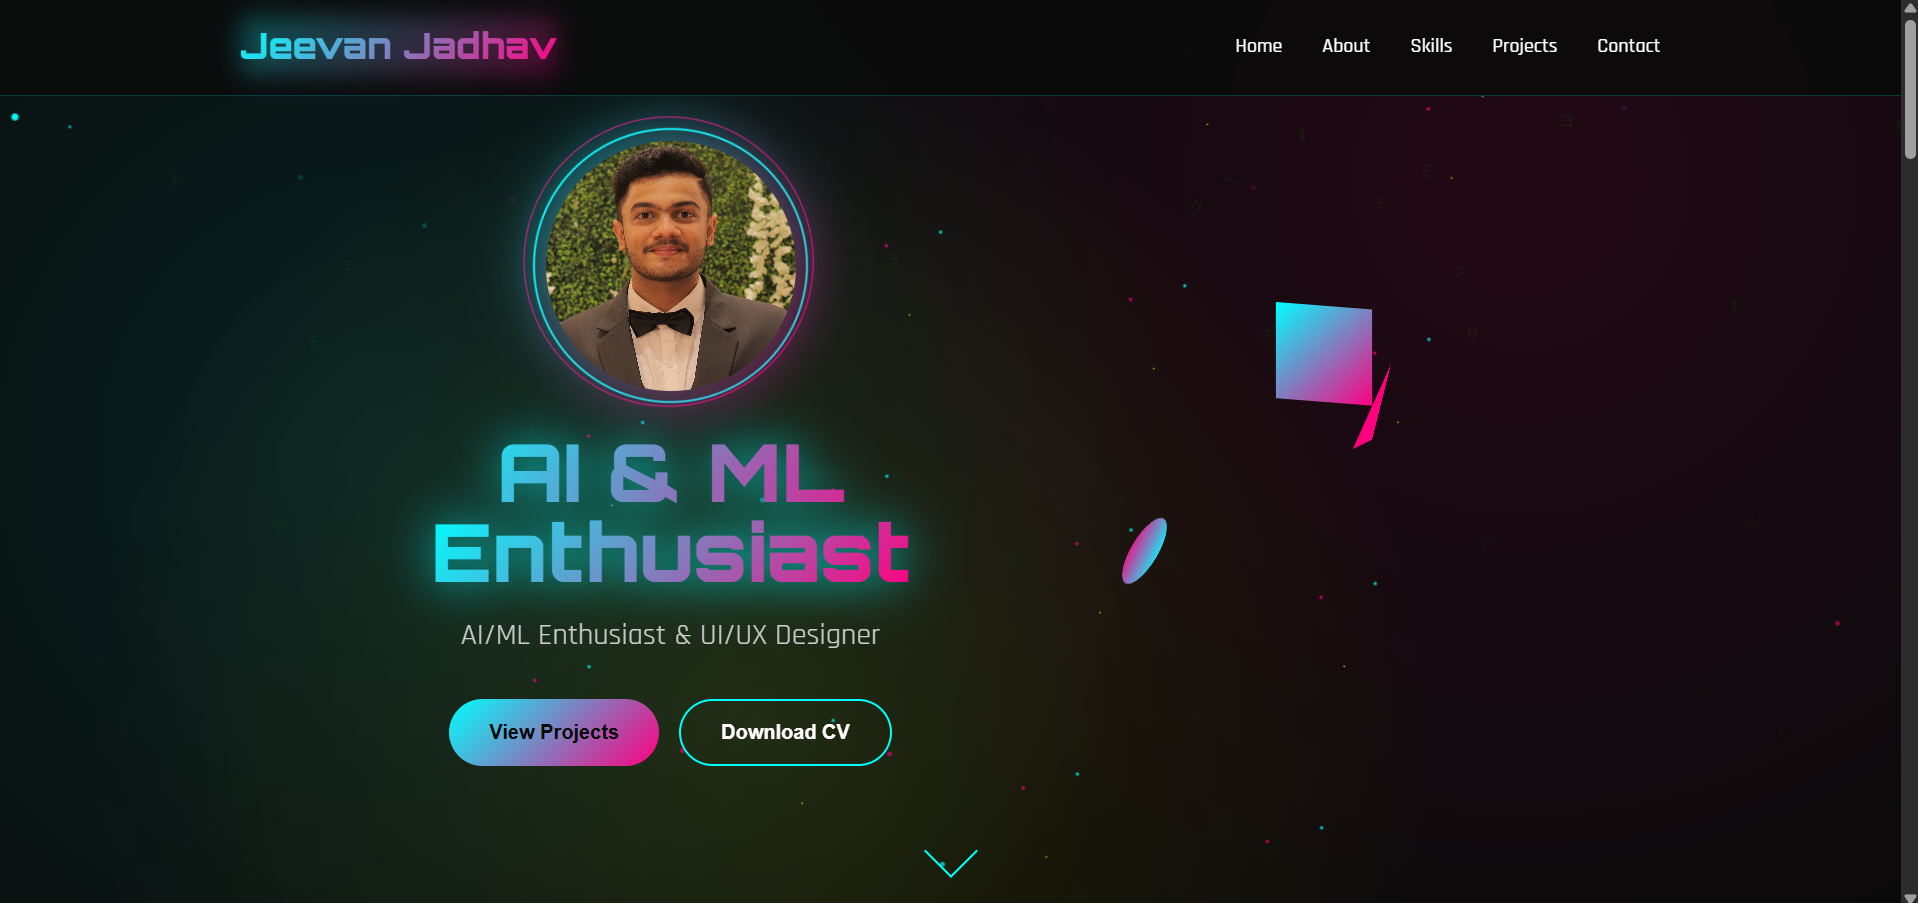 Jeevan Jadhav
Home About Skills Projects Contact
AI & ML
Enthusiast
AI/ML Enthusiast & UI/UX Designer
View Projects Download CV